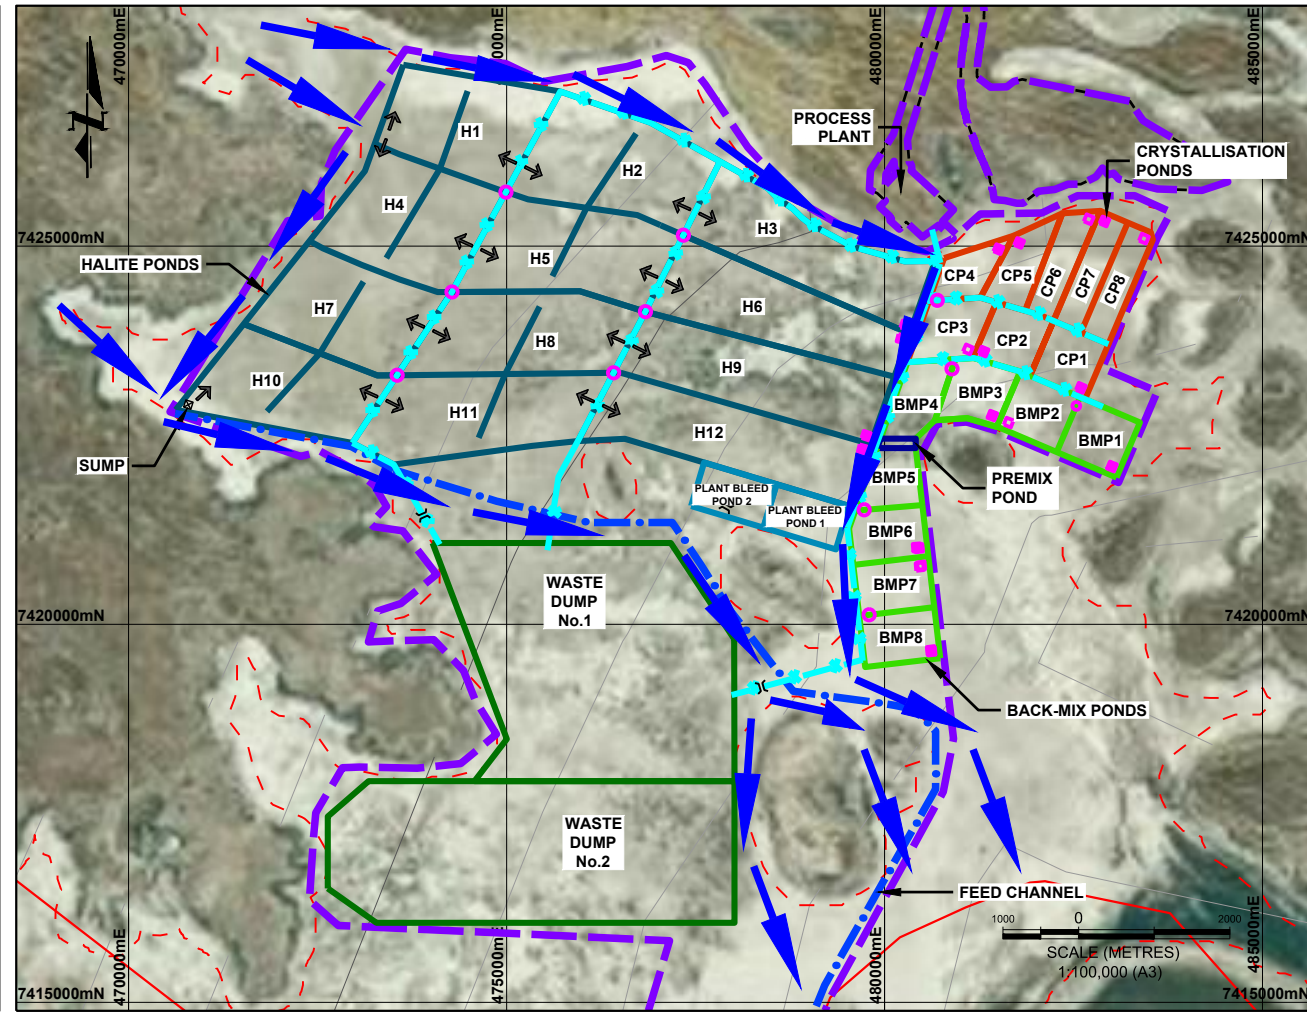 470000mE
475000mE
480000mE
485000mE
PROCESS
PLANT
CRYSTALLISATION
PONDS
H1
H2
H3
H4
H5
H6
H7
H8
H9
H10
H11
H12
7425000mN
7425000mN
HALITE PONDS
CP4
CP5
CP6
CP7
CP8
CP3
CP2
CP1
BMP4
BMP3
BMP2
BMP1
SUMP
PREMIX
POND
PLANT BLEED
POND 2
PLANT BLEED
POND 1
BMP5
BMP6
BMP7
BMP8
WASTE
DUMP
No.1
7420000mN
7420000mN
BACK-MIX PONDS
WASTE
DUMP
No.2
FEED CHANNEL
1000
0
2000
SCALE (METRES)
1:100,000 (A3)
470000mE
475000mE
480000mE
485000mE
7415000mN
7415000mN